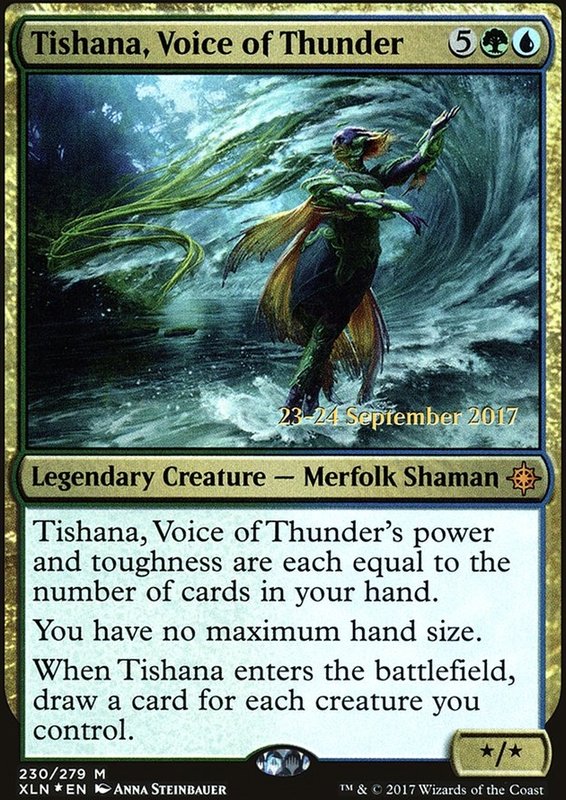 Tishana, Voice of Thunder 5
23-24 September 2017
Legendary Creature — Merfolk Shaman
Tishana, Voice of Thunder's power
and toughness are each equal to the
number of cards in your hand.
You have no maximum hand size.
When Tishana enters the battlefield,
draw a card for each creature you
control.
*/*
230/279 M
XLN ★ EN Anna Steinbauer
™ & © 2017 Wizards of the Coast